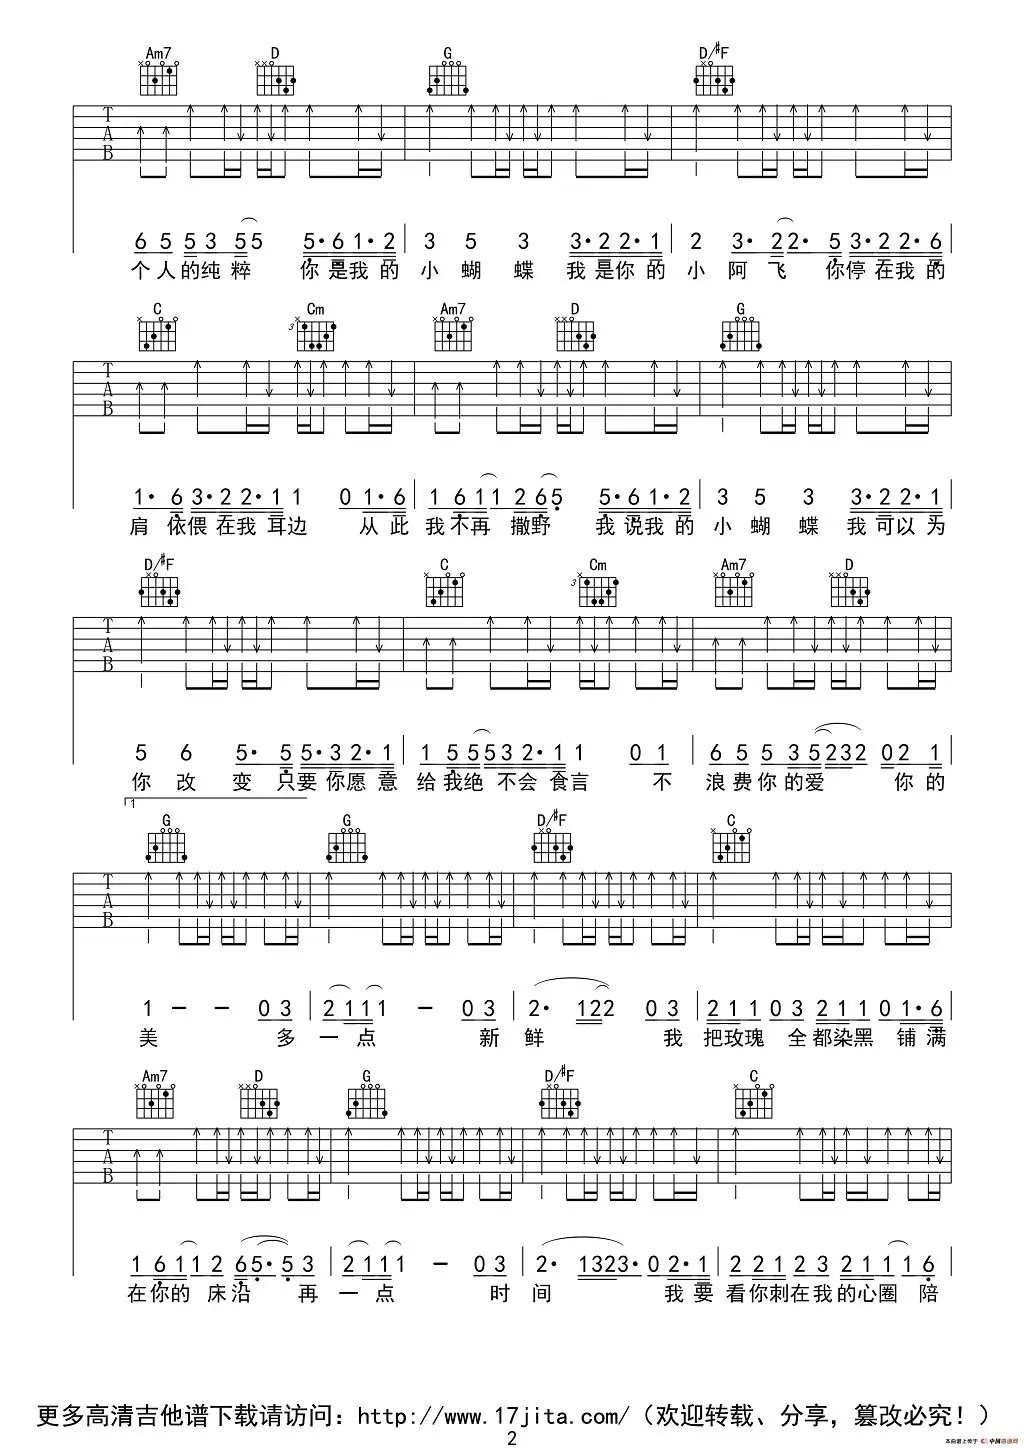 Am7 D G D/#F
T
A
B
6 5 5 3 5 5 5·6 1·2 3 5 3 3·2 2·1 2 3·2 2·5 3·2 2·6
个人的纯粹 你是我的 小蝴蝶 我是你的 小阿飞 你停在我的
C Cm Am7 D G
3
T
A
B
1·6 3·2 2·1 1 0 1·6 1 6 1 1 2 6 5 5·6 1·2 3 5 3 3·2 2·1
肩依偎在我耳边 从此我不再撒野 我说我的 小蝴蝶 我可以为
D/#F C Cm Am7 D
3
T
A
B
5 6 5·5 5·3 2·1 1 5 5 5 3 2·1 1 0 1 6 5 5 3 5 2 3 2 0 2 1
你改变 只要你愿意给我绝不会食言 不浪费你的爱 你的
1
G G D/#F C
T
A
B
1 - - 0 3 2 1 1 1 - 0 3 2· 1 2 2 0 3 2 1 1 0 3 2 1 1 0 1·6
美 多一点 新鲜 我把玫瑰 全都染黑 铺满
Am7 D G D/#F C
T
A
B
1 6 1 1 2 6 5·5 3 2 1 1 1 - 0 3 2· 1 3 2 3·0 2·1 2 2 1 2 3 2 1 1 1 6
在你的床沿 再一点 时间 我要看你刺在我的心圈 陪
更多高清吉他谱下载请访问：http://www.17jita.com/（欢迎转载、分享，篡改必究！）
2
本曲谱上传于 中国曲谱网